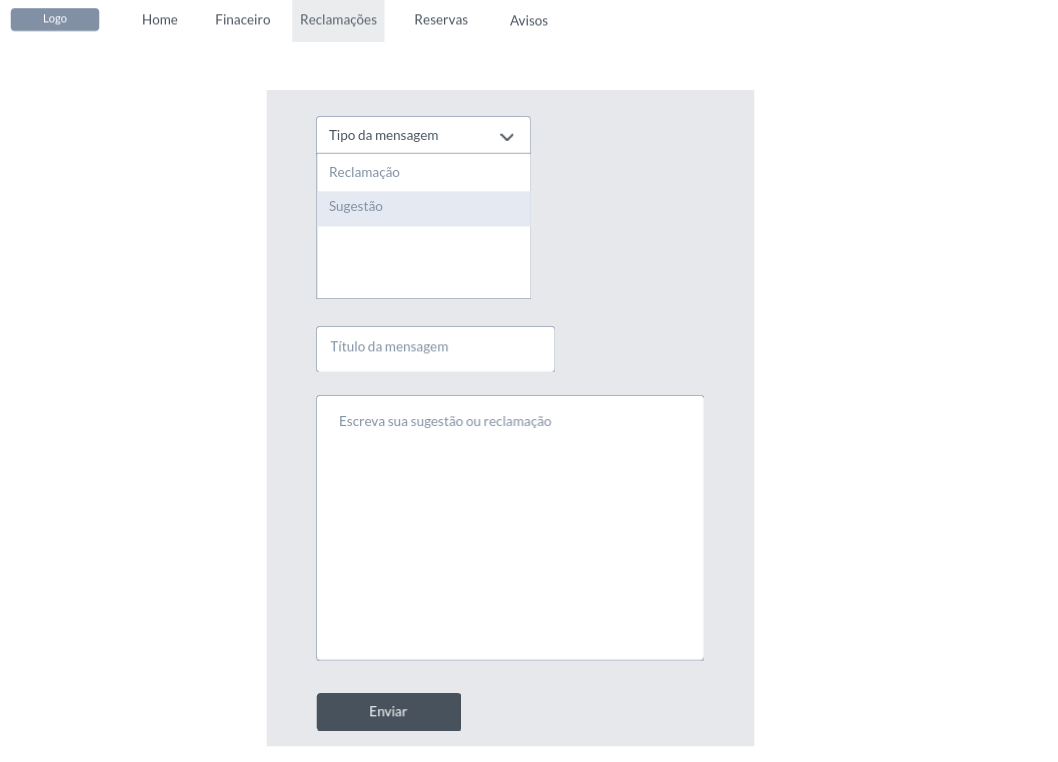 Logo
Home
Finaceiro
Reclamações
Reservas
Avisos
Tipo da mensagem
Reclamação
Sugestão
Título da mensagem
Escreva sua sugestão ou reclamação
Enviar